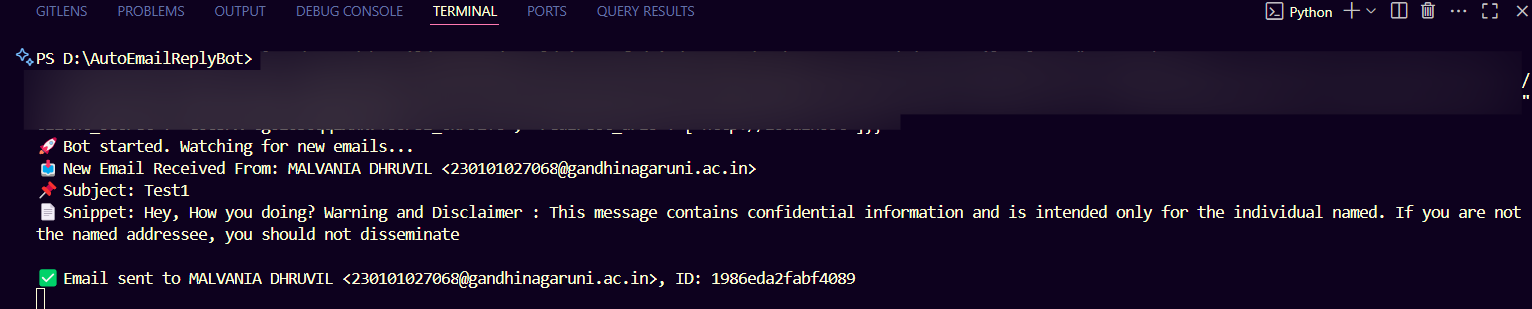 GITLENS PROBLEMS OUTPUT DEBUG CONSOLE TERMINAL PORTS QUERY RESULTS Python
PS D:\AutoEmailReplyBot>
/
"
🚀 Bot started. Watching for new emails...
📩 New Email Received From: MALVANIA DHRUVIL <230101027068@gandhinagaruni.ac.in>
📌 Subject: Test1
📄 Snippet: Hey, How you doing? Warning and Disclaimer : This message contains confidential information and is intended only for the individual named. If you are not
the named addressee, you should not disseminate
✅ Email sent to MALVANIA DHRUVIL <230101027068@gandhinagaruni.ac.in>, ID: 1986eda2fabf4089